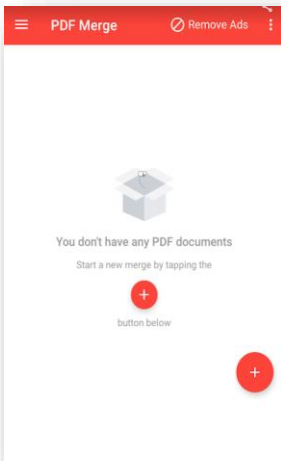 PDF Merge Remove Ads
You don't have any PDF documents
Start a new merge by tapping the
+
button below
+